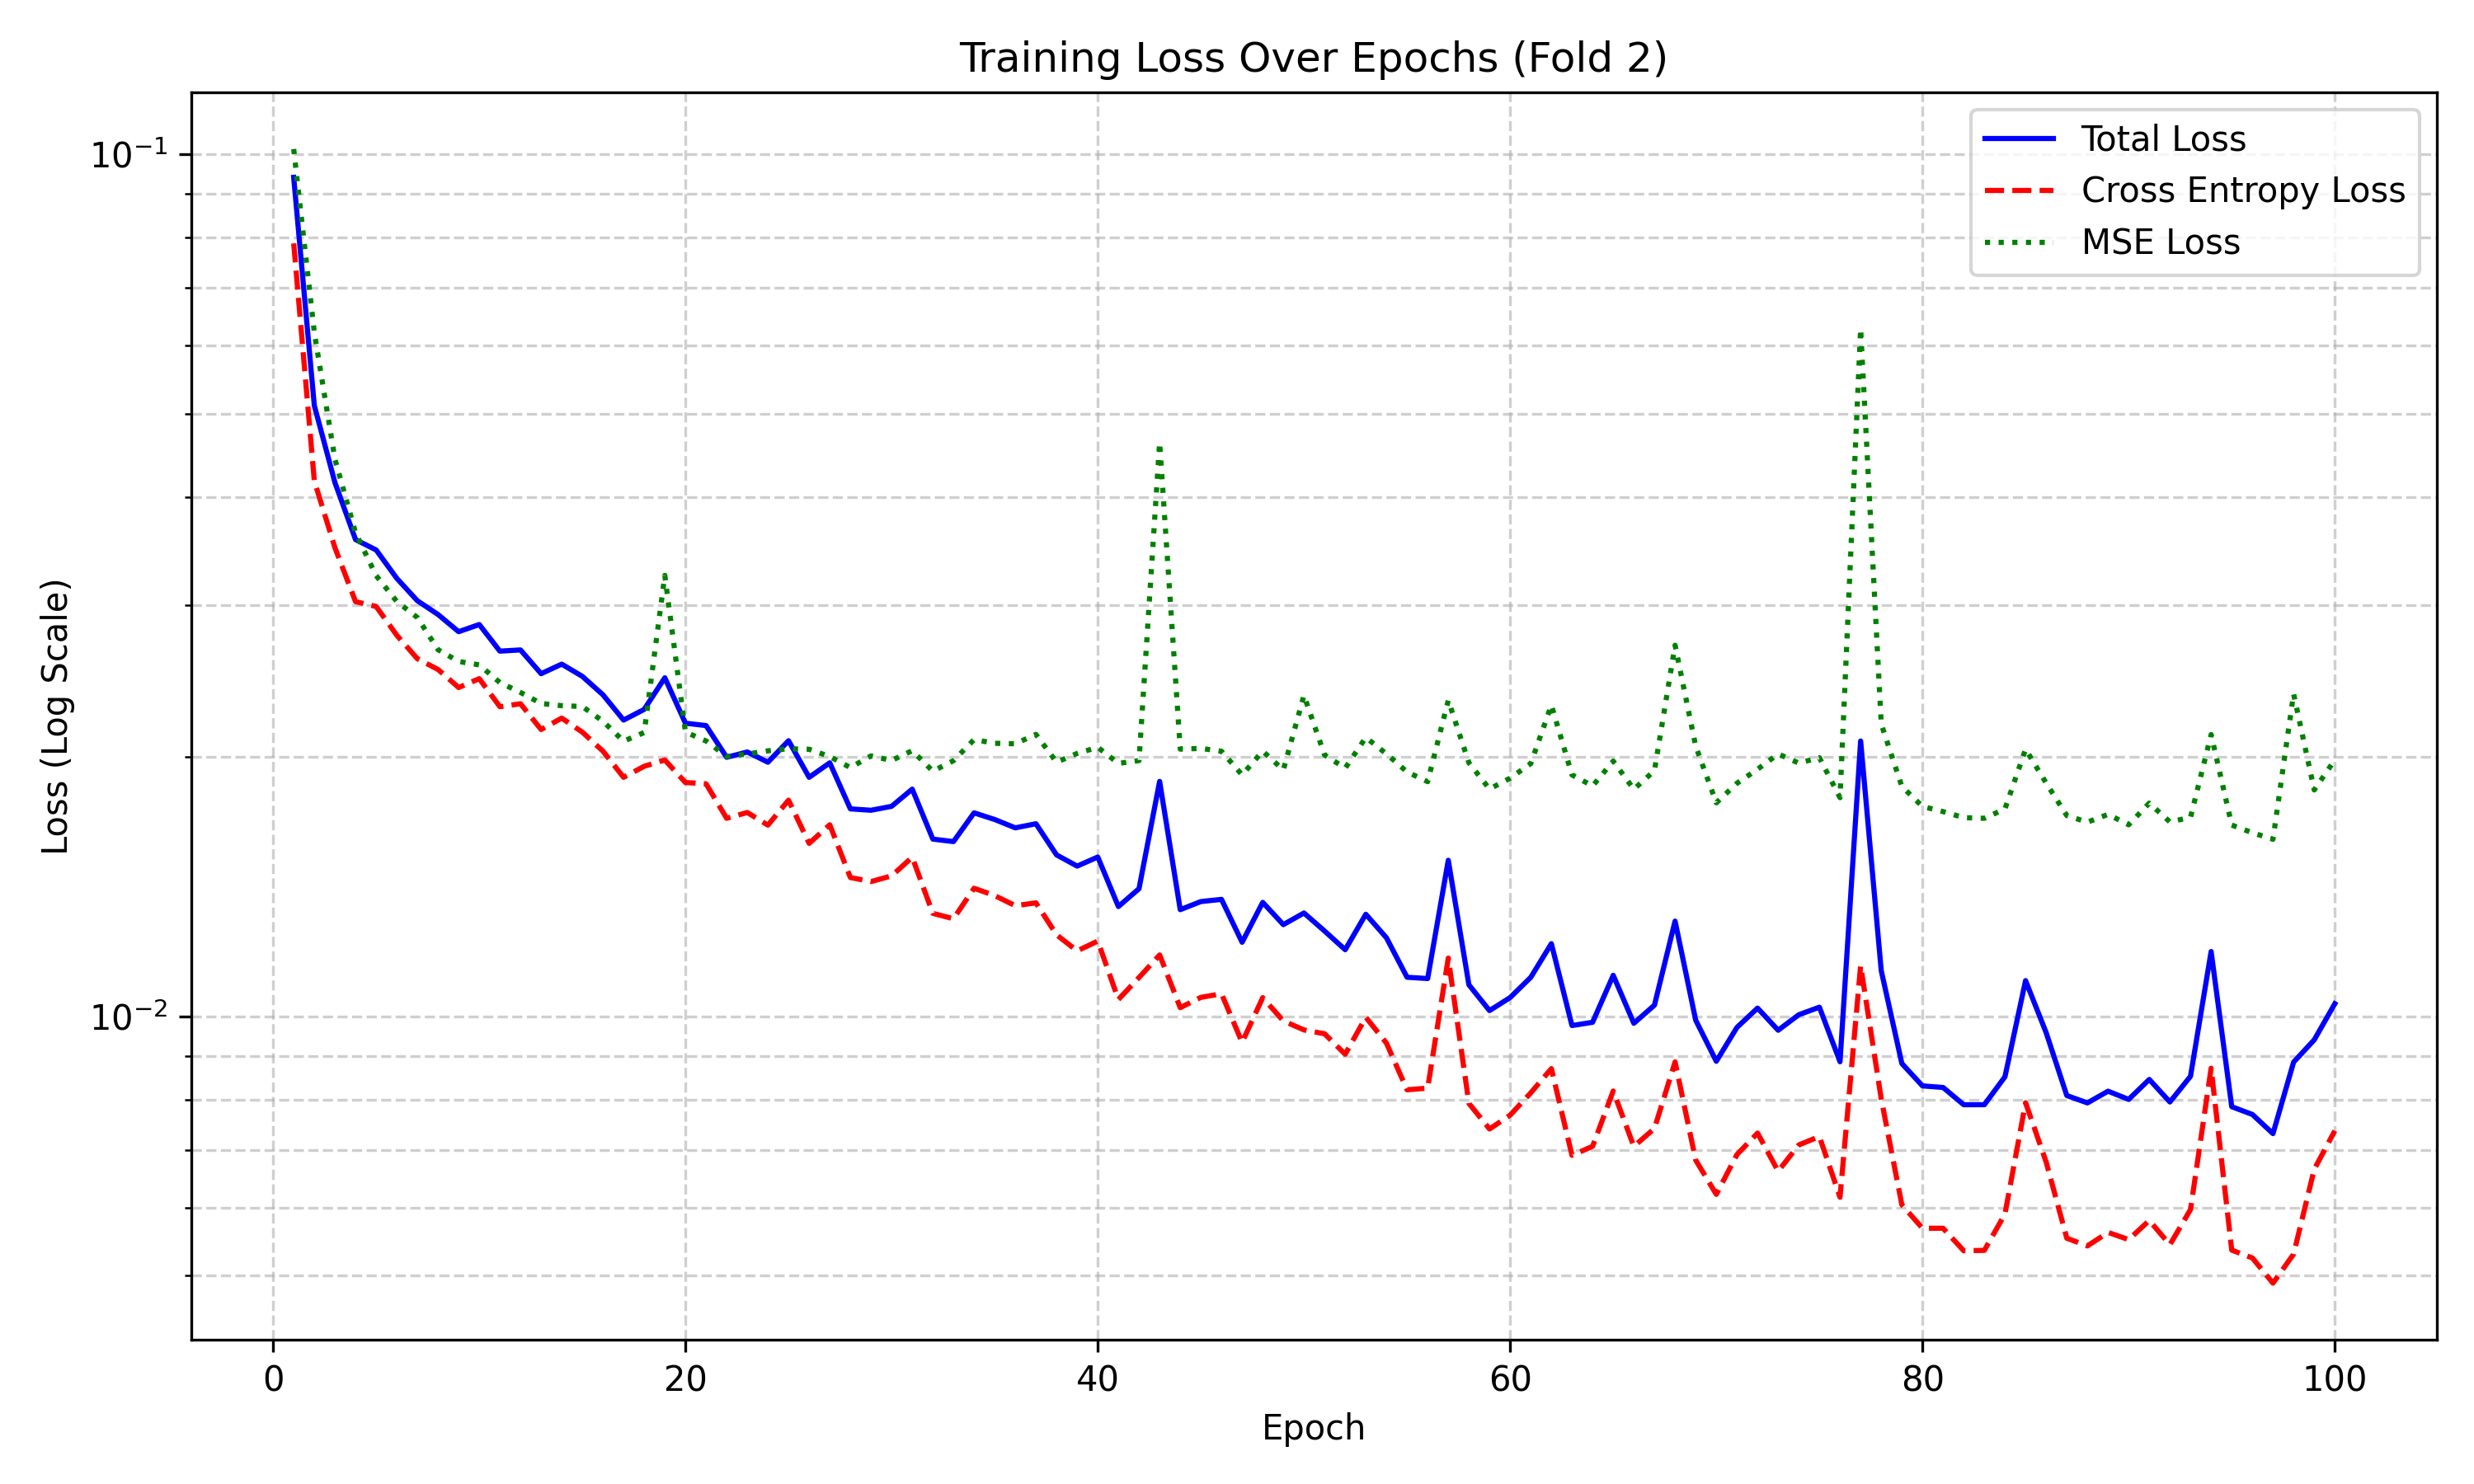 Training Loss Over Epochs (Fold 2)
Total Loss
Cross Entropy Loss
MSE Loss
Loss (Log Scale)
10⁻¹
10⁻²
0 20 40 60 80 100
Epoch